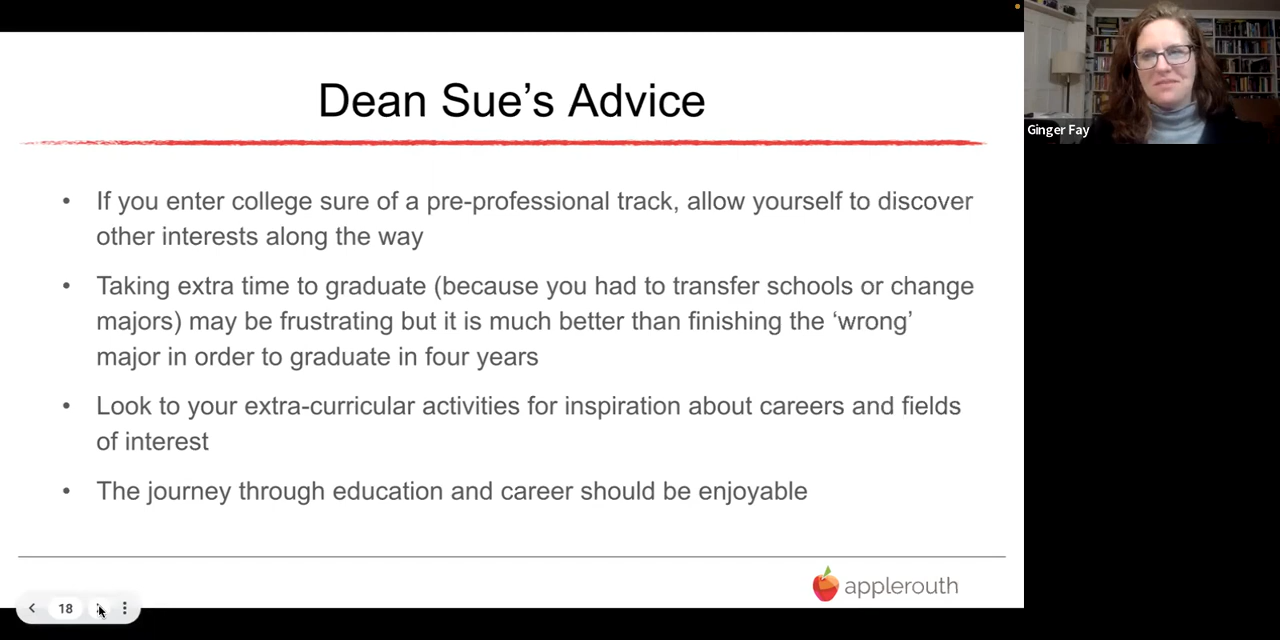 Dean Sue’s Advice
• If you enter college sure of a pre-professional track, allow yourself to discover
other interests along the way
• Taking extra time to graduate (because you had to transfer schools or change
majors) may be frustrating but it is much better than finishing the ‘wrong’
major in order to graduate in four years
• Look to your extra-curricular activities for inspiration about careers and fields
of interest
• The journey through education and career should be enjoyable
applerouth
18
Ginger Fay